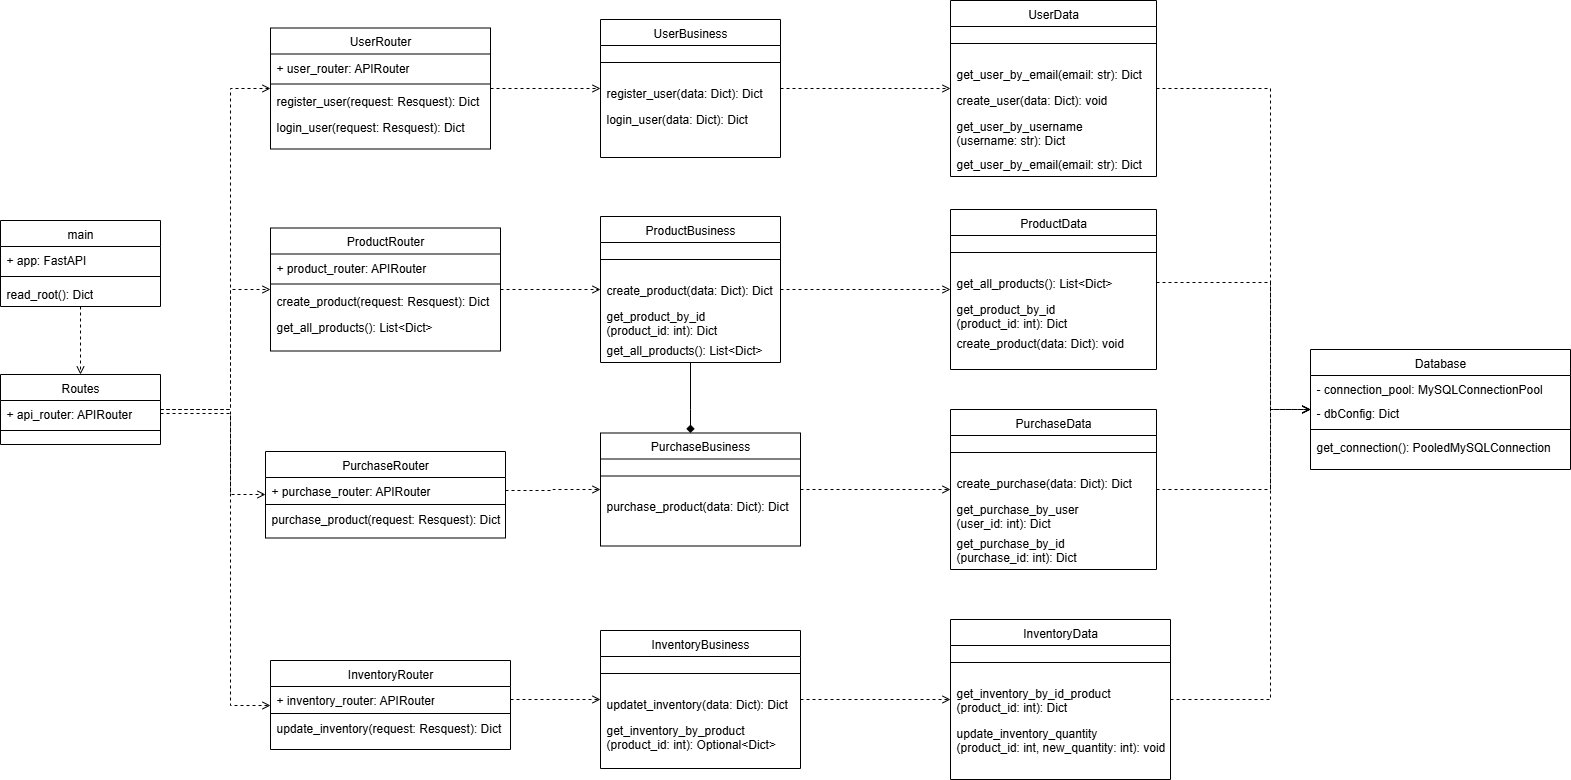 main
+ app: FastAPI
read_root(): Dict
Routes
+ api_router: APIRouter
UserRouter
+ user_router: APIRouter
register_user(request: Resquest): Dict
login_user(request: Resquest): Dict
ProductRouter
+ product_router: APIRouter
create_product(request: Resquest): Dict
get_all_products(): List<Dict>
PurchaseRouter
+ purchase_router: APIRouter
purchase_product(request: Resquest): Dict
InventoryRouter
+ inventory_router: APIRouter
update_inventory(request: Resquest): Dict
UserBusiness
register_user(data: Dict): Dict
login_user(data: Dict): Dict
ProductBusiness
create_product(data: Dict): Dict
get_product_by_id
(product_id: int): Dict
get_all_products(): List<Dict>
PurchaseBusiness
purchase_product(data: Dict): Dict
InventoryBusiness
updatet_inventory(data: Dict): Dict
get_inventory_by_product
(product_id: int): Optional<Dict>
UserData
get_user_by_email(email: str): Dict
create_user(data: Dict): void
get_user_by_username
(username: str): Dict
get_user_by_email(email: str): Dict
ProductData
get_all_products(): List<Dict>
get_product_by_id
(product_id: int): Dict
create_product(data: Dict): void
PurchaseData
create_purchase(data: Dict): Dict
get_purchase_by_user
(user_id: int): Dict
get_purchase_by_id
(purchase_id: int): Dict
InventoryData
get_inventory_by_id_product
(product_id: int): Dict
update_inventory_quantity
(product_id: int, new_quantity: int): void
Database
- connection_pool: MySQLConnectionPool
- dbConfig: Dict
get_connection(): PooledMySQLConnection